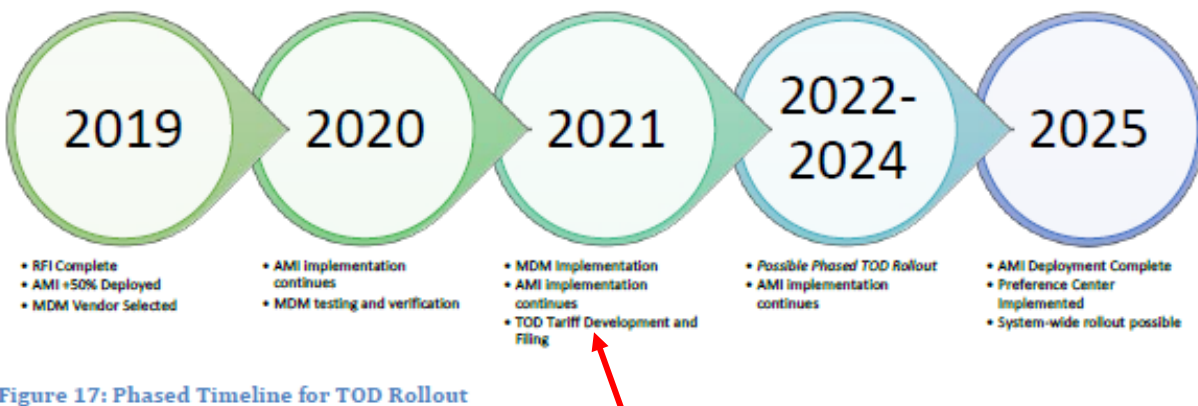 2019
2020
2021
2022-
2024
2025
• RFI Complete
• AMI +50% Deployed
• MDM Vendor Selected
• AMI implementation
continues
• MDM testing and verification
• MDM Implementation
• AMI implementation
continues
• TOD Tariff Development and
Filing
• Possible Phased TOD Rollout
• AMI implementation
continues
• AMI Deployment Complete
• Preference Center
Implemented
• System-wide rollout possible
Figure 17: Phased Timeline for TOD Rollout